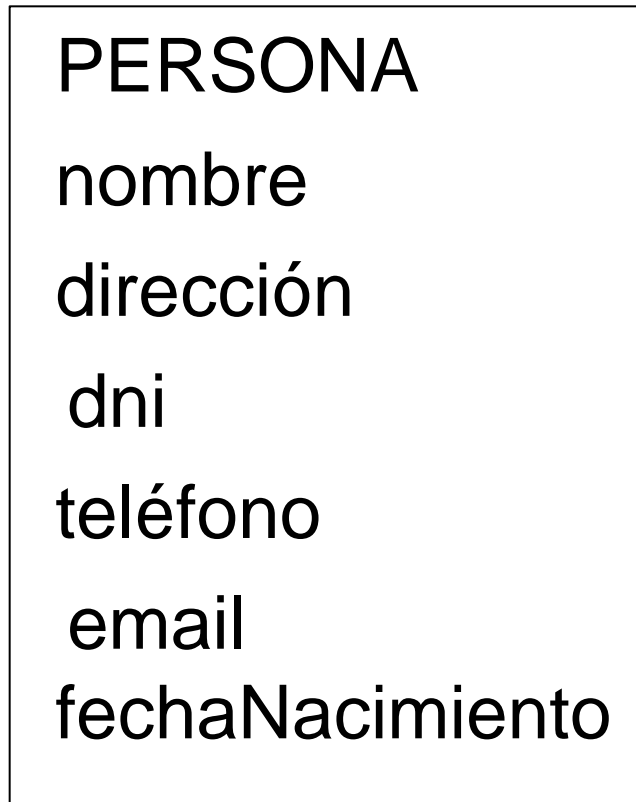 PERSONA
nombre
dirección
dni
teléfono
email
fechaNacimiento